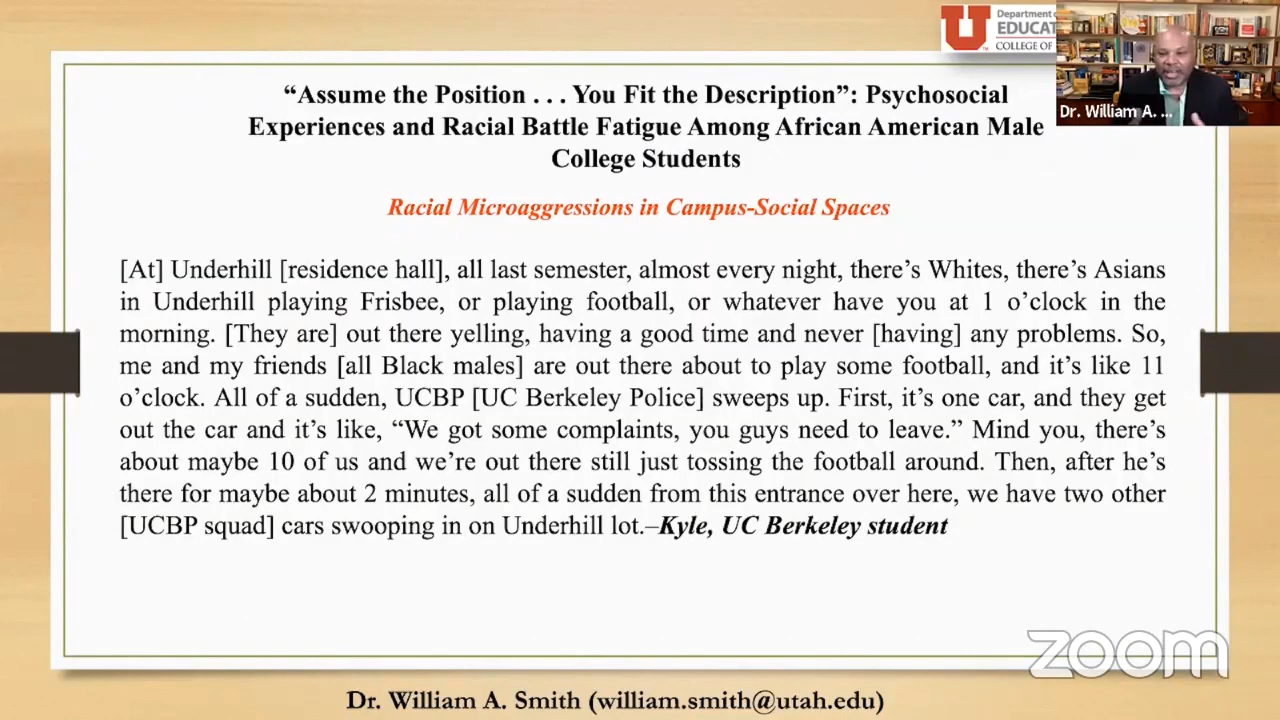 Department o
EDUCAT
COLLEGE OF
U
Dr. William A. ...
“Assume the Position . . . You Fit the Description”: Psychosocial
Experiences and Racial Battle Fatigue Among African American Male
College Students
Racial Microaggressions in Campus-Social Spaces
[At] Underhill [residence hall], all last semester, almost every night, there’s Whites, there’s Asians
in Underhill playing Frisbee, or playing football, or whatever have you at 1 o’clock in the
morning. [They are] out there yelling, having a good time and never [having] any problems. So,
me and my friends [all Black males] are out there about to play some football, and it’s like 11
o’clock. All of a sudden, UCBP [UC Berkeley Police] sweeps up. First, it’s one car, and they get
out the car and it’s like, “We got some complaints, you guys need to leave.” Mind you, there’s
about maybe 10 of us and we’re out there still just tossing the football around. Then, after he’s
there for maybe about 2 minutes, all of a sudden from this entrance over here, we have two other
[UCBP squad] cars swooping in on Underhill lot.–Kyle, UC Berkeley student
zoom
Dr. William A. Smith (william.smith@utah.edu)